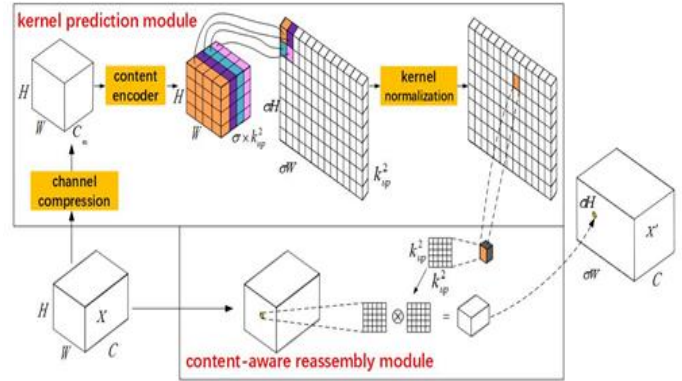 kernel prediction module
H
W
C
m
content
encoder
H
W
σ×k²up
σH
σW
k²up
kernel
normalization
channel
compression
H
W
X
C
k²up
k²up
⊗
=
σH
σW
X'
C
content-aware reassembly module